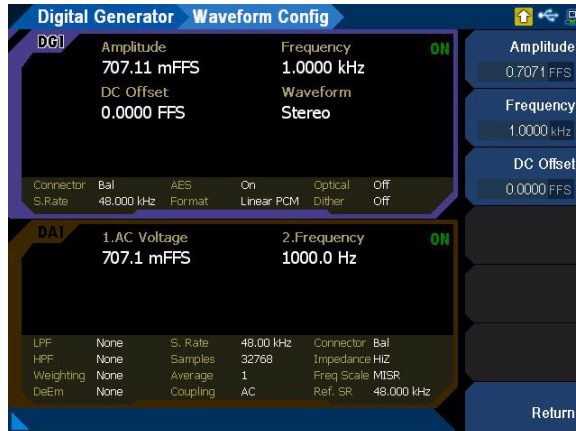 Digital Generator Waveform Config
DG1
Amplitude Frequency ON
707.11 mFFS 1.0000 kHz
DC Offset Waveform
0.0000 FFS Stereo
Connector Bal AES On Optical Off
S.Rate 48.000 kHz Format Linear PCM Dither Off
DA1
1.AC Voltage 2.Frequency ON
707.1 mFFS 1000.0 Hz
LPF None S. Rate 48.00 kHz Connector Bal
HPF None Samples 32768 Impedance HiZ
Weighting None Average 1 Freq Scale MISR
DeEm None Coupling AC Ref. SR 48.000 kHz
Amplitude
0.7071 FFS
Frequency
1.0000 kHz
DC Offset
0.0000 FFS
Return